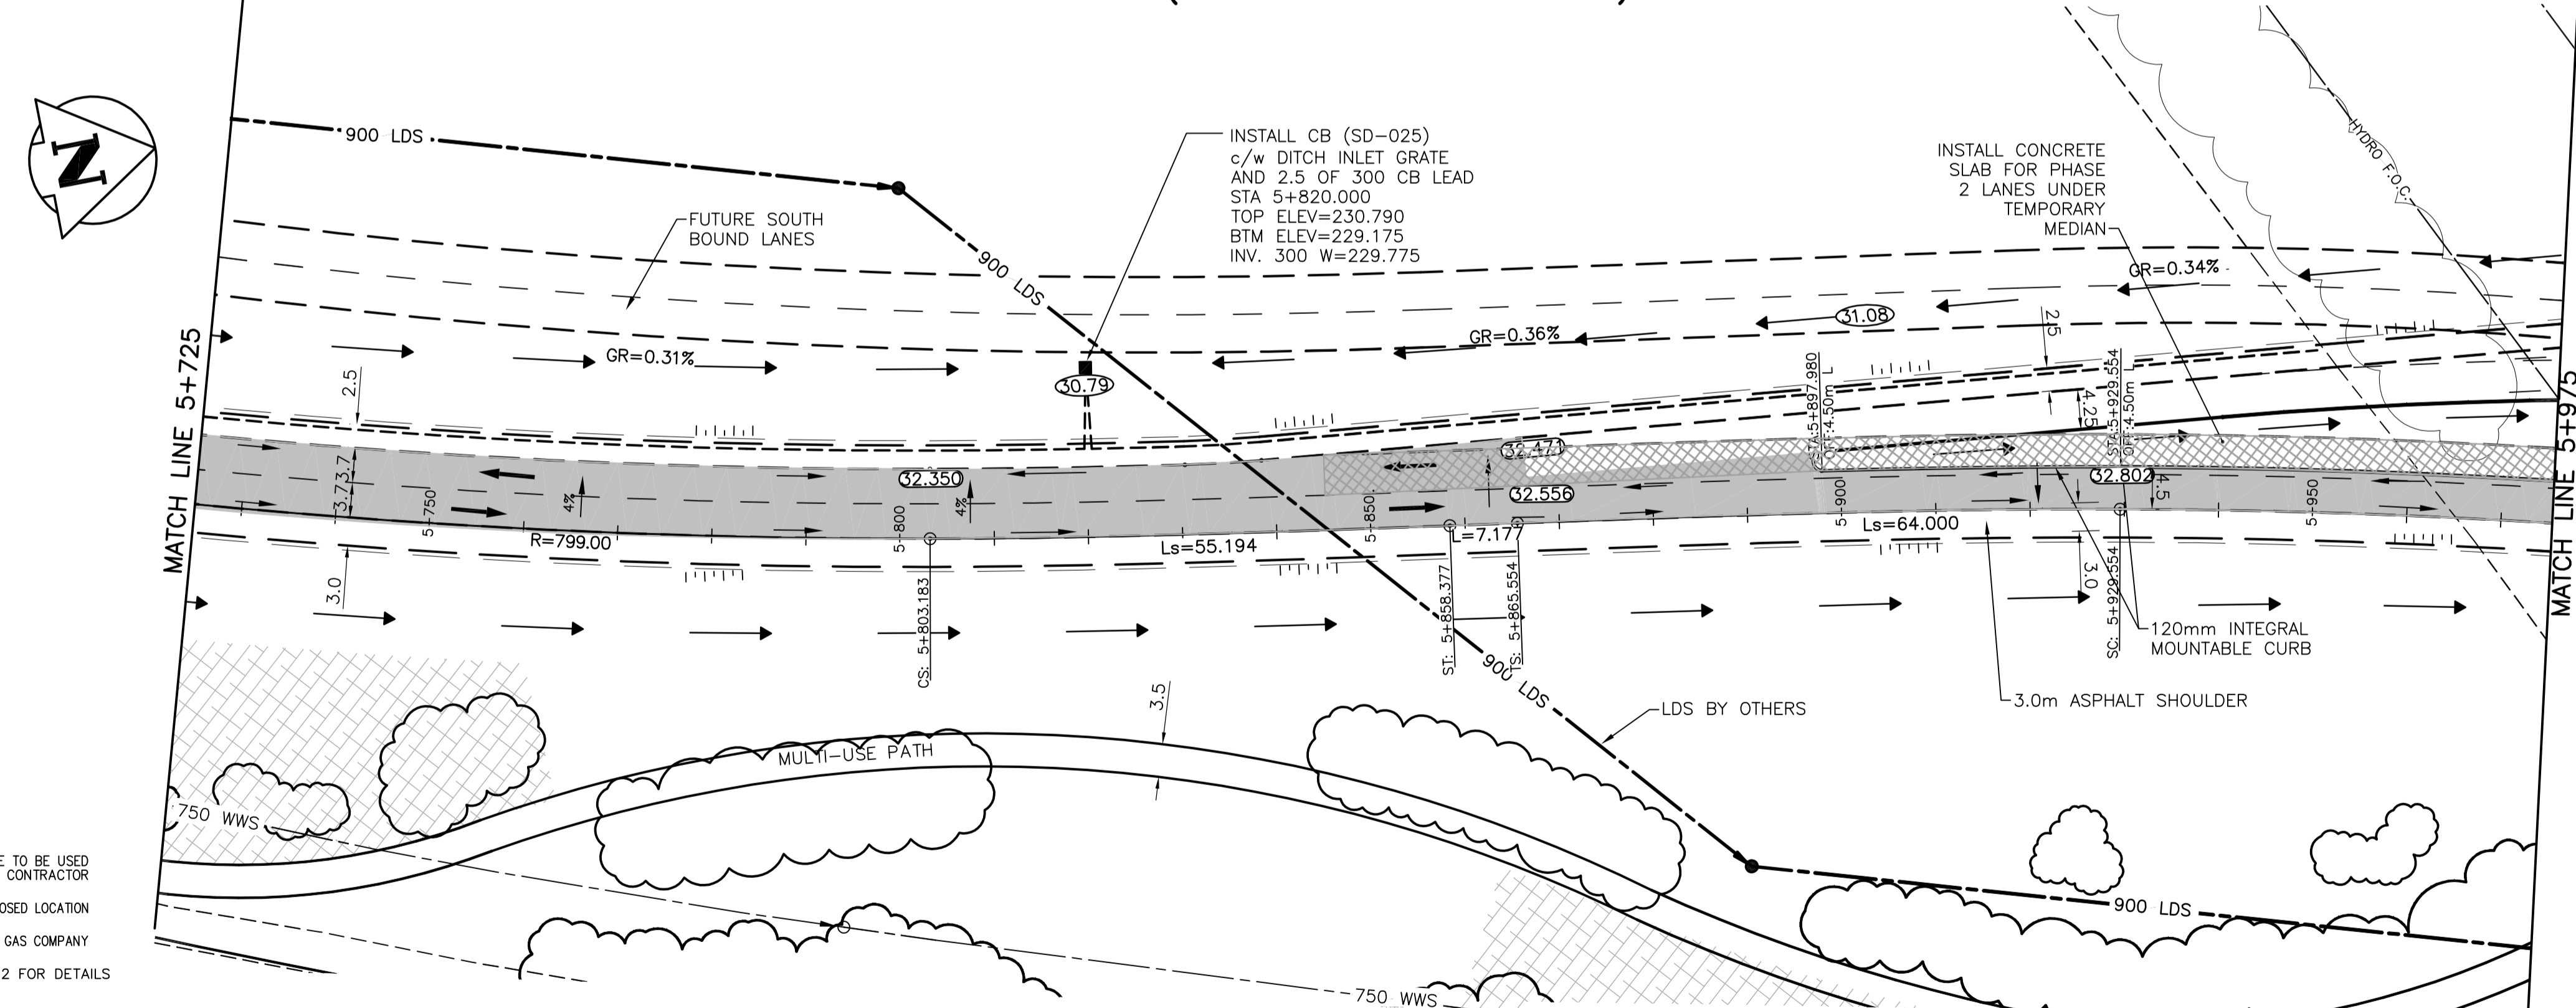 N
MATCH LINE 5+725
900 LDS
FUTURE SOUTH
BOUND LANES
INSTALL CB (SD-025)
c/w DITCH INLET GRATE
AND 2.5 OF 300 CB LEAD
STA 5+820.000
TOP ELEV=230.790
BTM ELEV=229.175
INV. 300 W=229.775
900 LDS
INSTALL CONCRETE
SLAB FOR PHASE
2 LANES UNDER
TEMPORARY
MEDIAN
HYDRO F.O.C.
GR=0.34%
31.08
GR=0.36%
GR=0.31%
30.79
2.5
2.5
4.25
STA:5+897.980
OFF:4.50m L
STA:5+929.554
OFF:4.50m L
32.471
32.350
32.556
32.802
3.7
3.7
4%
4%
4.5
5+750
5+800
5+850
5+900
5+950
R=799.00
Ls=55.194
L=7.177
Ls=64.000
3.0
3.0
CS: 5+803.183
ST: 5+858.377
TS: 5+865.554
SC: 5+929.554
MATCH LINE 5+975
120mm INTEGRAL
MOUNTABLE CURB
3.0m ASPHALT SHOULDER
900 LDS
LDS BY OTHERS
3.5
MULTI-USE PATH
750 WWS
900 LDS
750 WWS
E TO BE USED
CONTRACTOR
OSED LOCATION
GAS COMPANY
2 FOR DETAILS